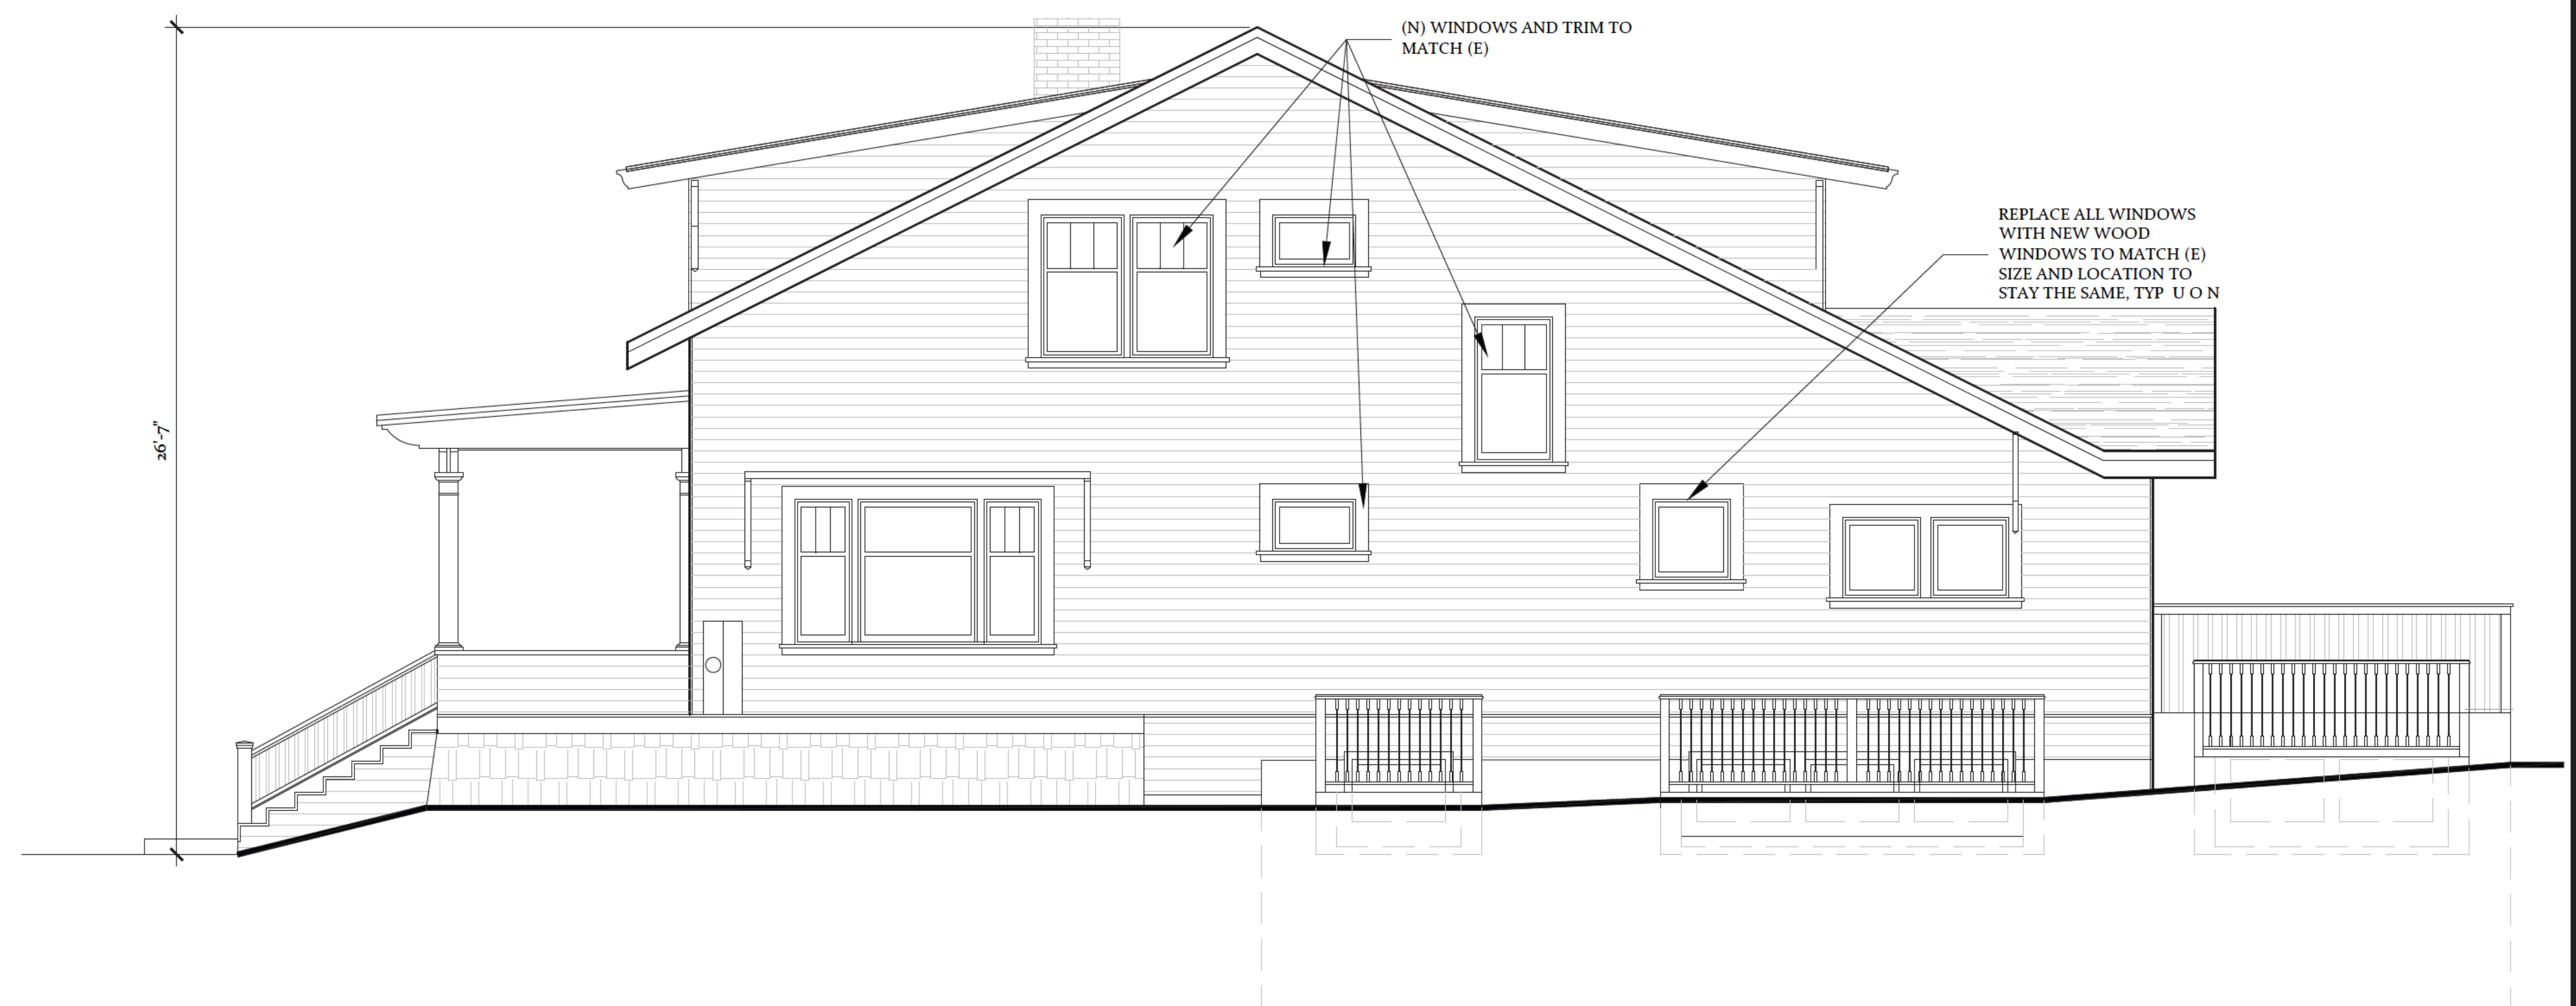 (N) WINDOWS AND TRIM TO
MATCH (E)
REPLACE ALL WINDOWS
WITH NEW WOOD
WINDOWS TO MATCH (E)
SIZE AND LOCATION TO
STAY THE SAME, TYP U O N
26'-7"